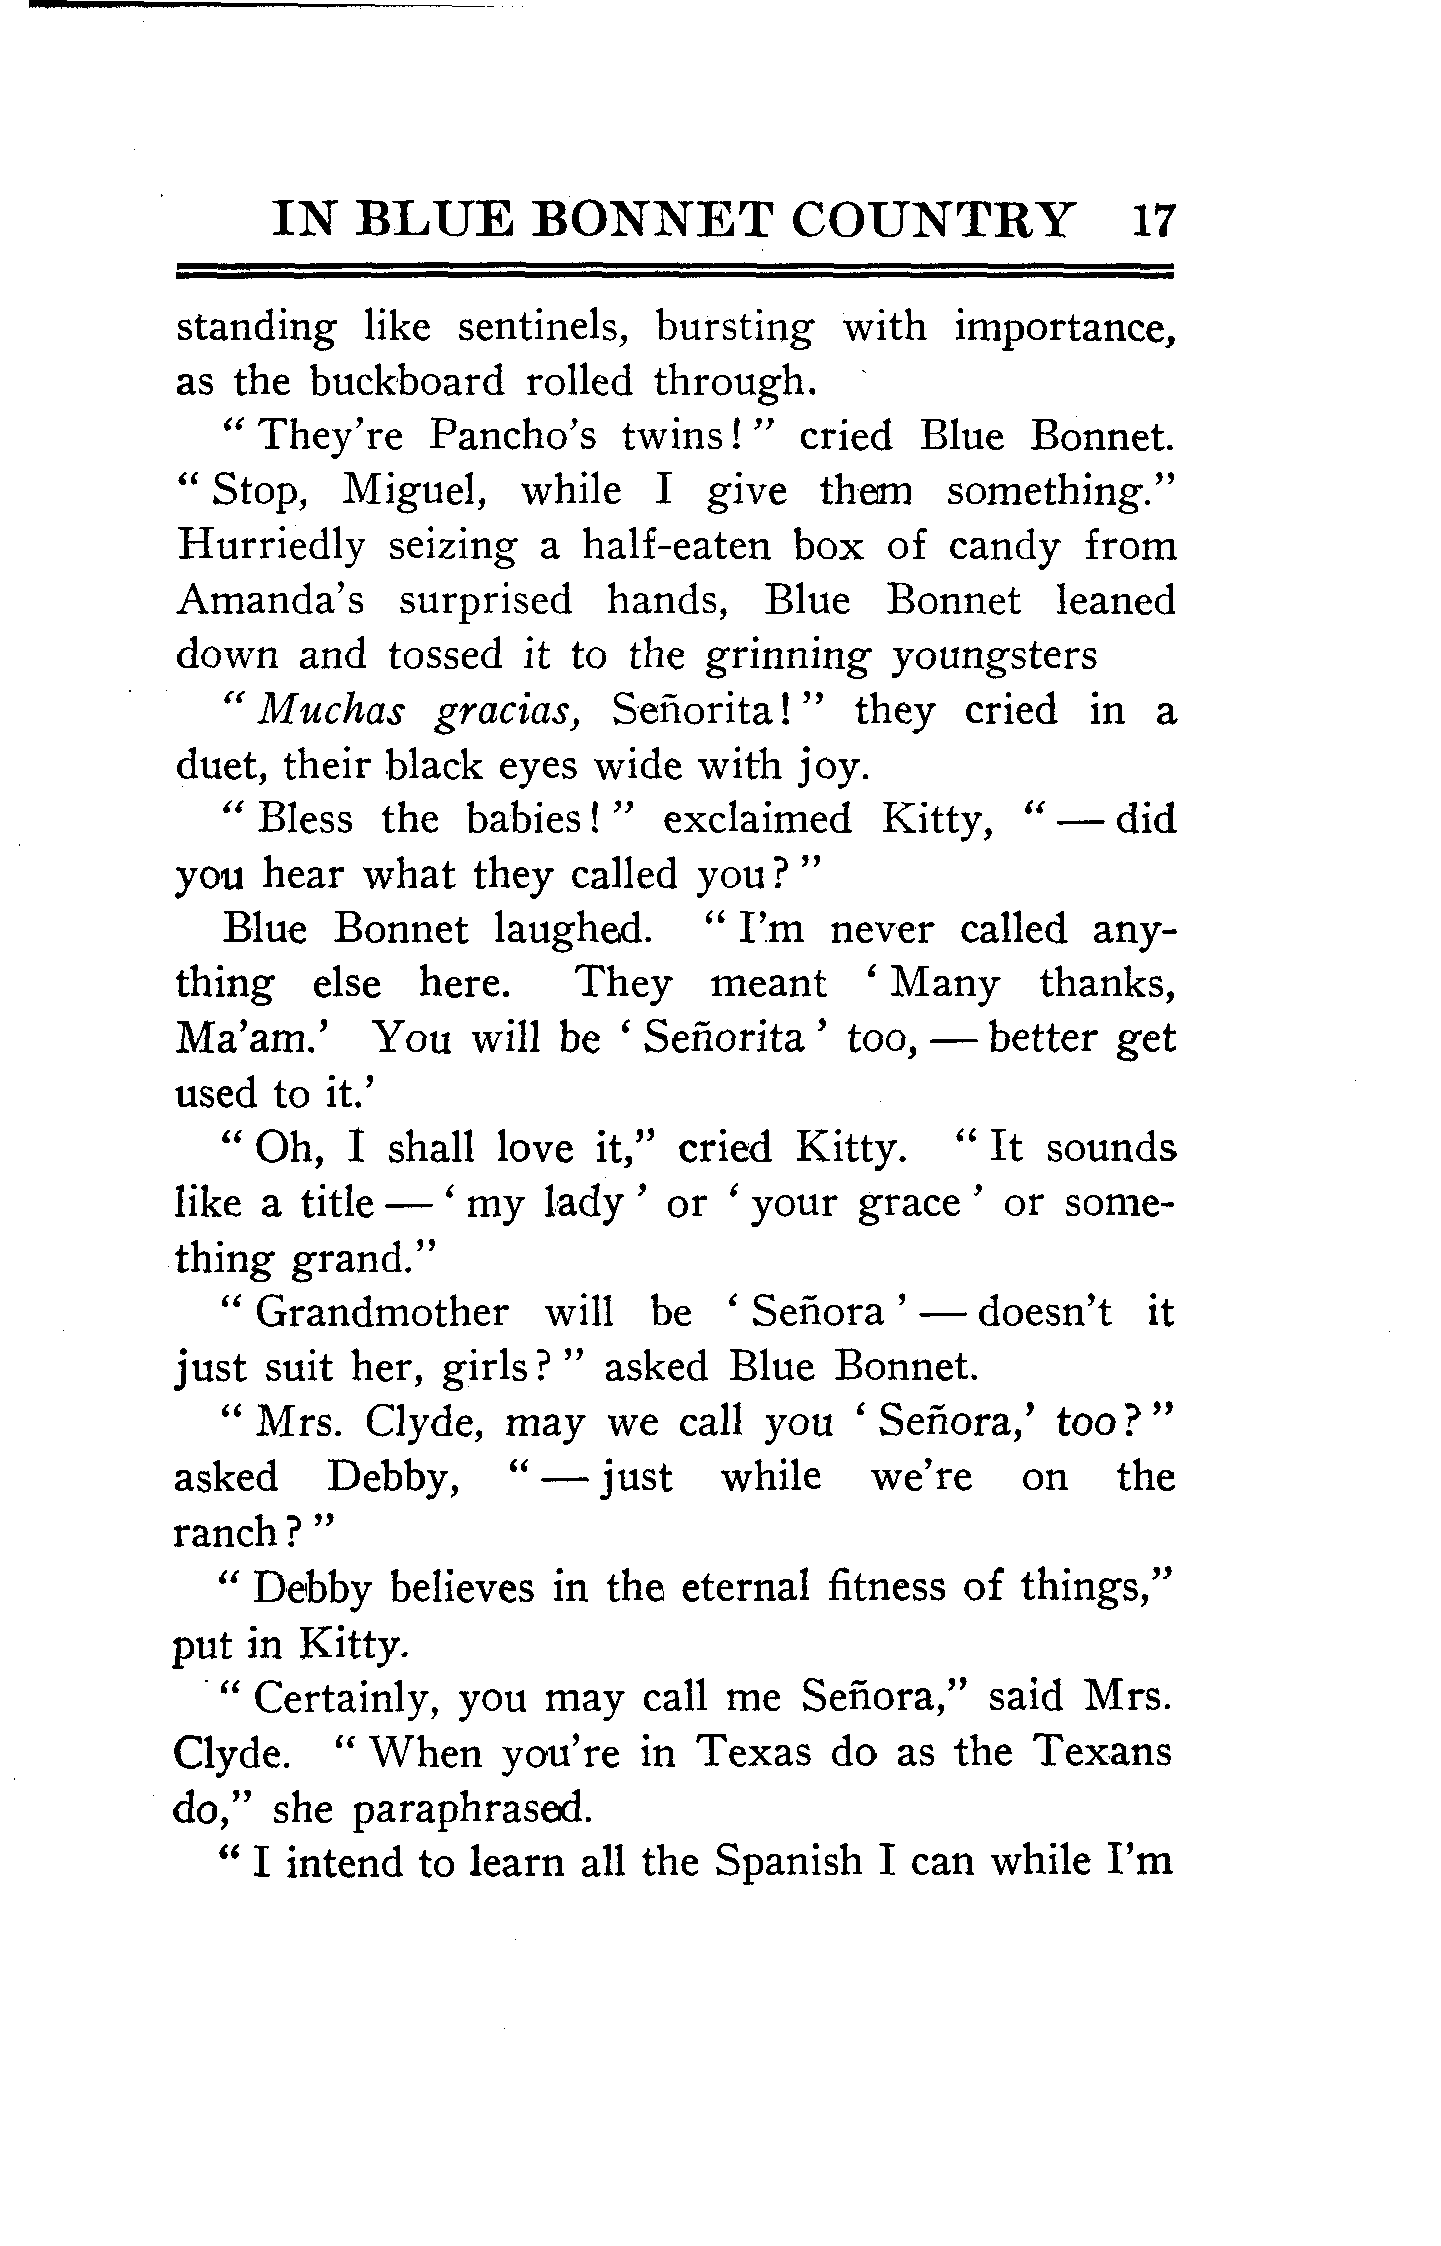 IN BLUE BONNET COUNTRY 17
standing like sentinels, bursting with importance,
as the buckboard rolled through.
" They're Pancho's twins! " cried Blue Bonnet.
" Stop, Miguel, while I give them something."
Hurriedly seizing a half-eaten box of candy from
Amanda's surprised hands, Blue Bonnet leaned
down and tossed it to the grinning youngsters
" Muchas gracias, Señorita! " they cried in a
duet, their black eyes wide with joy.
" Bless the babies! " exclaimed Kitty, " — did
you hear what they called you? "
Blue Bonnet laughed. " I'm never called any-
thing else here. They meant ' Many thanks,
Ma'am.' You will be ' Señorita ' too, — better get
used to it.'
" Oh, I shall love it," cried Kitty. " It sounds
like a title — ' my lady ' or ' your grace ' or some-
thing grand."
" Grandmother will be ' Señora ' — doesn't it
just suit her, girls? " asked Blue Bonnet.
" Mrs. Clyde, may we call you ' Señora,' too? "
asked Debby, " — just while we're on the
ranch? "
" Debby believes in the eternal fitness of things,"
put in Kitty.
" Certainly, you may call me Señora," said Mrs.
Clyde. " When you're in Texas do as the Texans
do," she paraphrased.
" I intend to learn all the Spanish I can while I'm